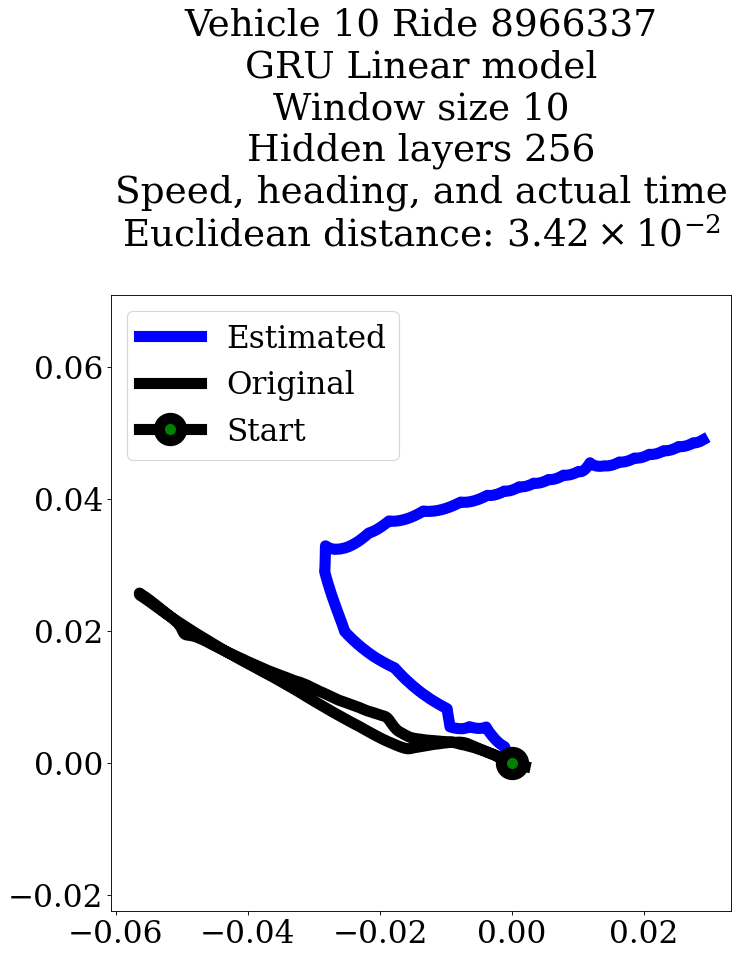 Vehicle 10 Ride 8966337
GRU Linear model
Window size 10
Hidden layers 256
Speed, heading, and actual time
Euclidean distance: 3.42 × 10⁻²
Estimated
Original
Start
0.06
0.04
0.02
0.00
−0.02
−0.06
−0.04
−0.02
0.00
0.02